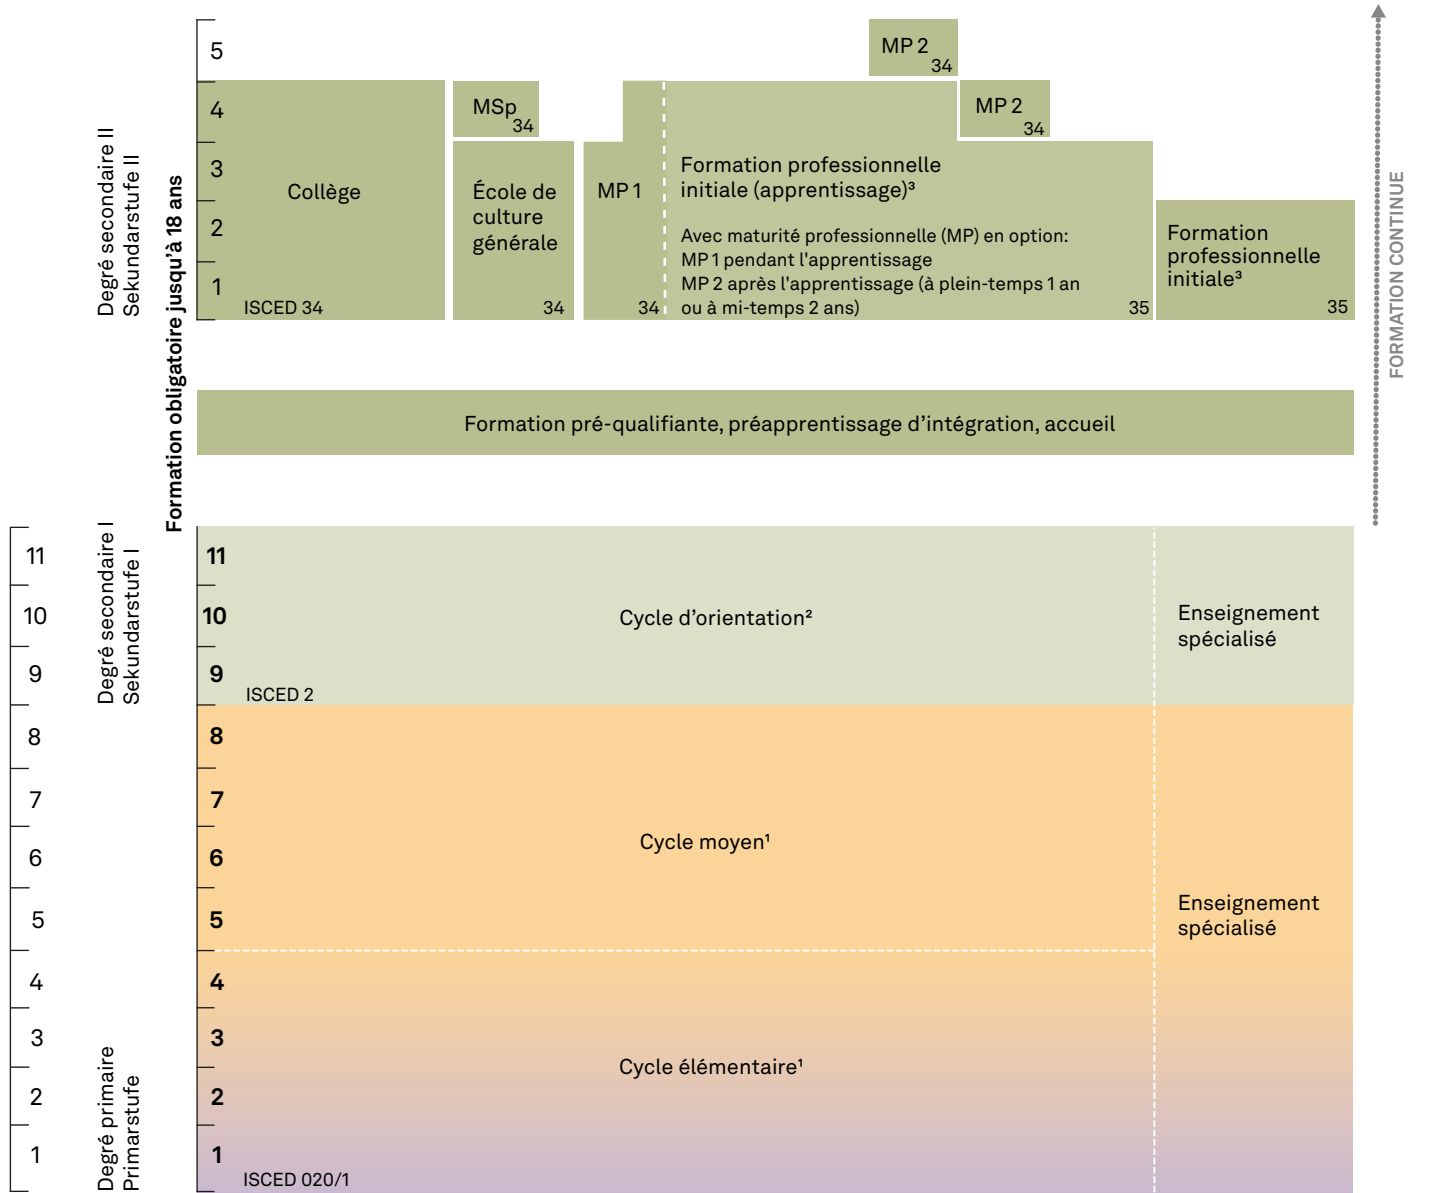 5
MP 2
34
4
MSp
34
MP 2
34
3
Collège
École de
culture
générale
34
MP 1
34
Formation professionnelle
initiale (apprentissage)³
Avec maturité professionnelle (MP) en option:
MP 1 pendant l'apprentissage
MP 2 après l'apprentissage (à plein-temps 1 an
ou à mi-temps 2 ans)
35
2
Formation
professionnelle
initiale³
35
1
ISCED 34
Degré secondaire II
Sekundarstufe II
Formation obligatoire jusqu'à 18 ans
FORMATION CONTINUE
Formation pré-qualifiante, préapprentissage d'intégration, accueil
Degré secondaire I
Sekundarstufe I
11
11
10
10
Cycle d'orientation²
Enseignement
spécialisé
9
9
ISCED 2
8
8
7
7
Cycle moyen¹
6
6
5
5
Enseignement
spécialisé
4
4
3
3
Cycle élémentaire¹
2
2
Degré primaire
Primarstufe
1
1
ISCED 020/1